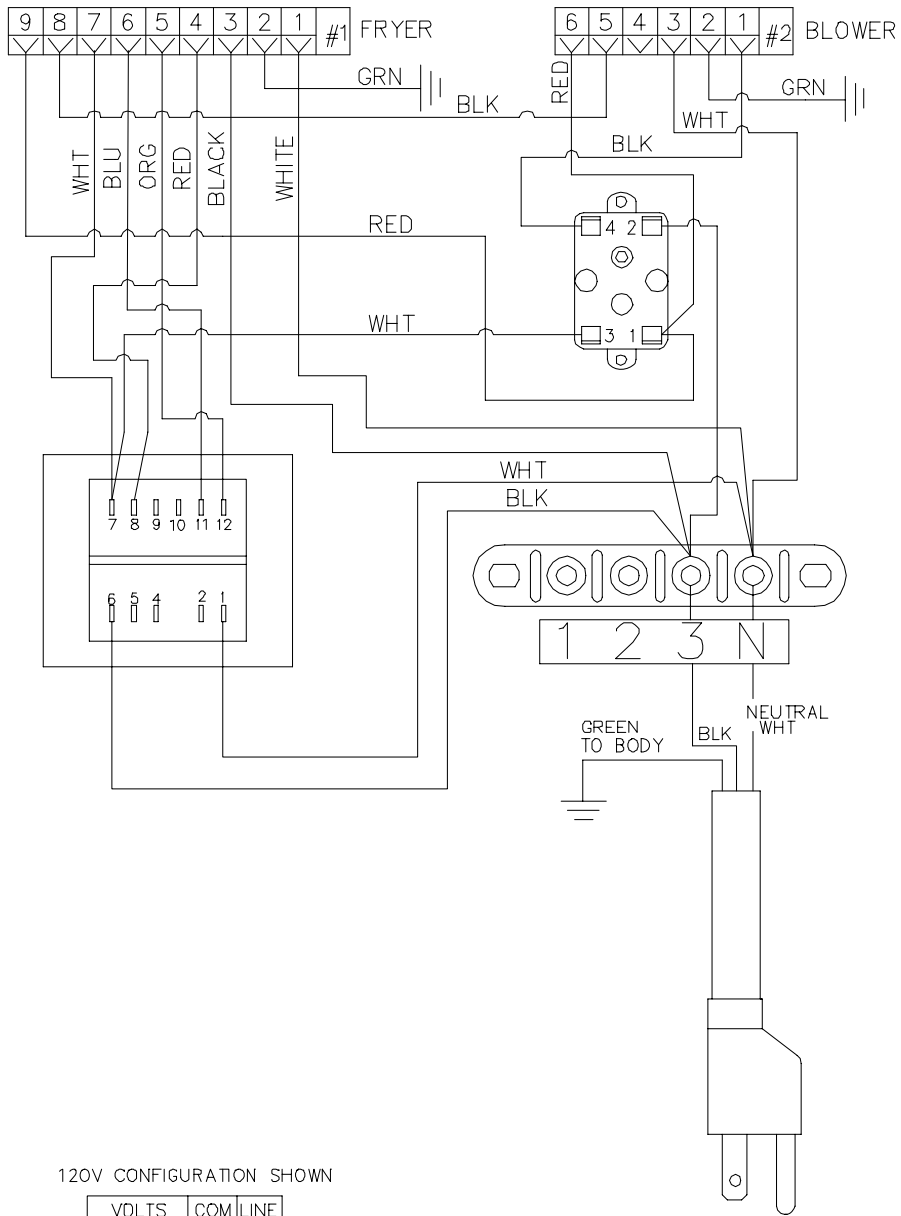 9 8 7 6 5 4 3 2 1 #1 FRYER
6 5 4 3 2 1 #2 BLOWER
GRN
RED
GRN
BLK
WHT
BLK
WHT
BLU
ORG
RED
BLACK
WHITE
RED
4 2
WHT
3 1
WHT
BLK
7 8 9 10 11 12
6 5 4 2 1
1 2 3 N
NEUTRAL
WHT
GREEN
TO BODY
BLK
120V CONFIGURATION SHOWN
VOLTS COM LINE